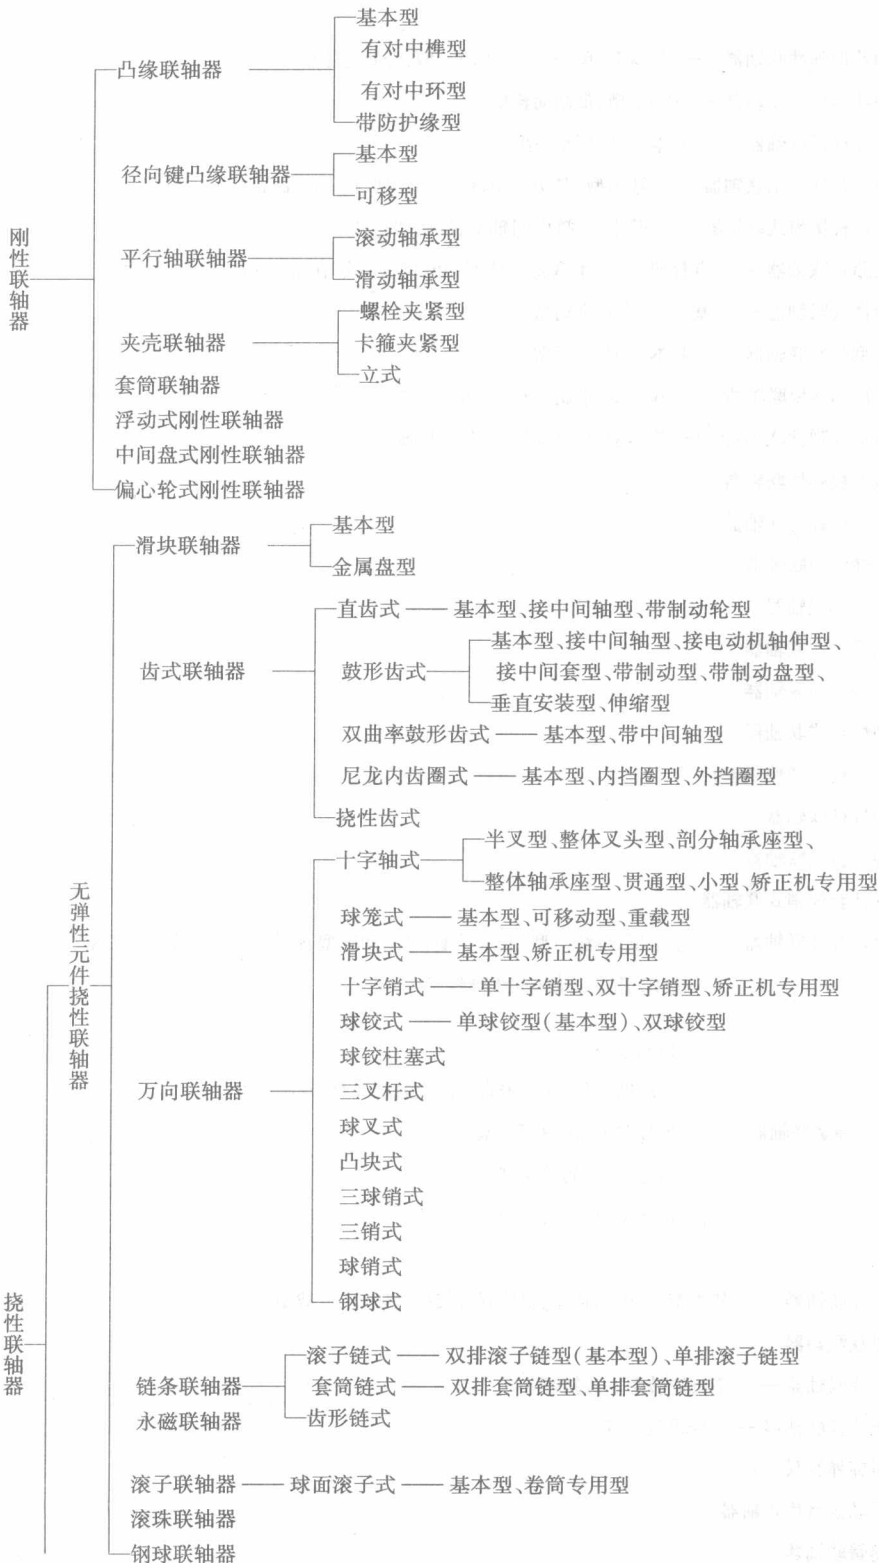 刚性联轴器
凸缘联轴器
基本型
有对中榫型
有对中环型
带防护缘型
径向键凸缘联轴器
基本型
可移型
平行轴联轴器
滚动轴承型
滑动轴承型
夹壳联轴器
螺栓夹紧型
卡箍夹紧型
立式
套筒联轴器
浮动式刚性联轴器
中间盘式刚性联轴器
偏心轮式刚性联轴器
挠性联轴器
无弹性元件挠性联轴器
滑块联轴器
基本型
金属盘型
齿式联轴器
直齿式 —— 基本型、接中间轴型、带制动轮型
鼓形齿式
基本型、接中间轴型、接电动机轴伸型、
接中间套型、带制动型、带制动盘型、
垂直安装型、伸缩型
双曲率鼓形齿式 —— 基本型、带中间轴型
尼龙内齿圈式 —— 基本型、内挡圈型、外挡圈型
挠性齿式
万向联轴器
十字轴式
半叉型、整体叉头型、剖分轴承座型、
整体轴承座型、贯通型、小型、矫正机专用型
球笼式 —— 基本型、可移动型、重载型
滑块式 —— 基本型、矫正机专用型
十字销式 —— 单十字销型、双十字销型、矫正机专用型
球铰式 —— 单球铰型(基本型)、双球铰型
球铰柱塞式
三叉杆式
球叉式
凸块式
三球销式
三销式
球销式
钢球式
链条联轴器
滚子链式 —— 双排滚子链型(基本型)、单排滚子链型
套筒链式 —— 双排套筒链型、单排套筒链型
齿形链式
永磁联轴器
滚子联轴器 —— 球面滚子式 —— 基本型、卷筒专用型
滚珠联轴器
钢球联轴器